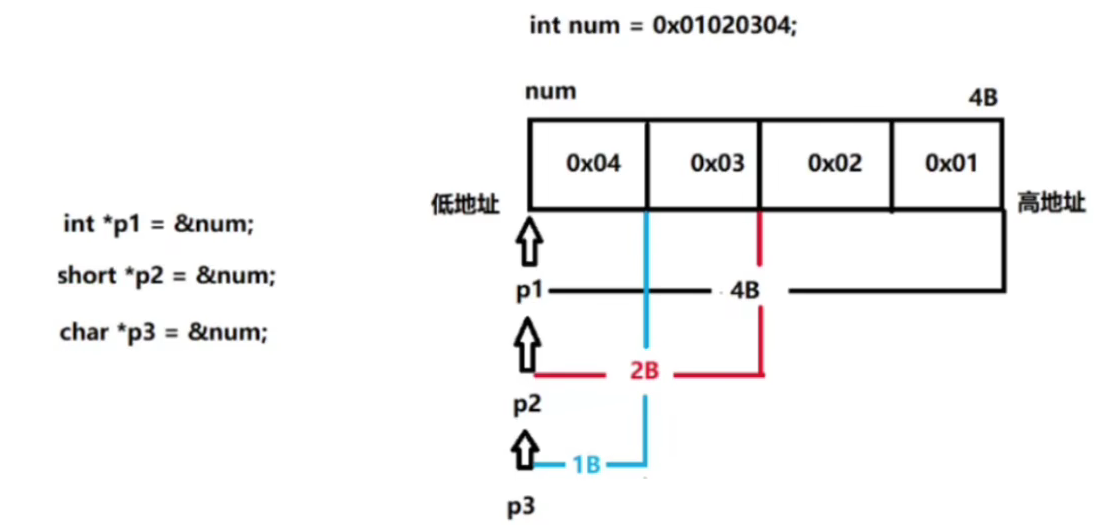 int num = 0x01020304;
num
4B
0x04 0x03 0x02 0x01
低地址
高地址
int *p1 = &num;
short *p2 = &num;
char *p3 = &num;
p1
4B
2B
p2
1B
p3